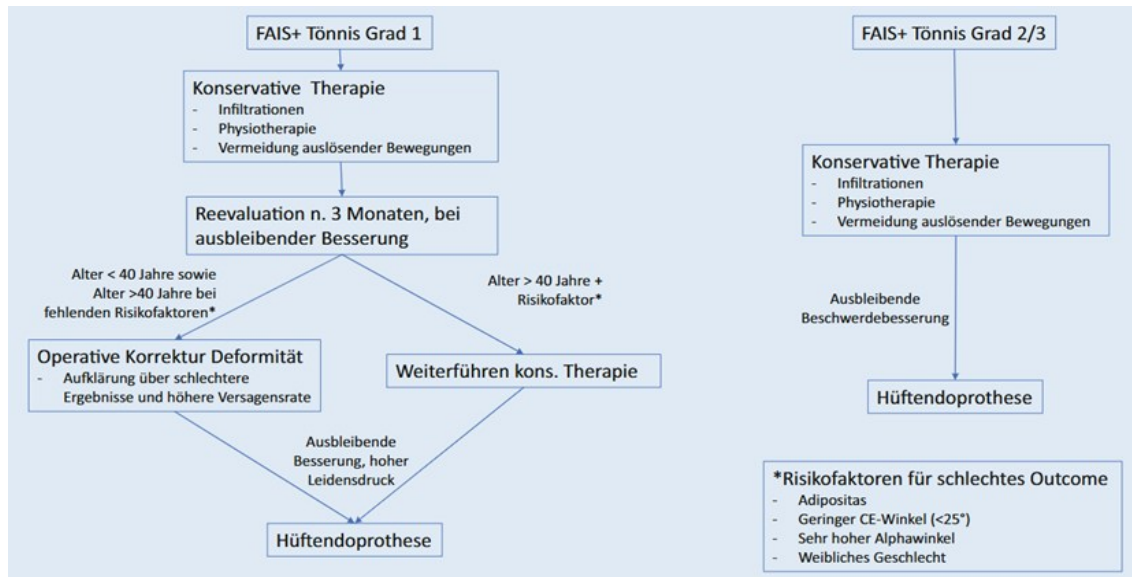 FAIS+ Tönnis Grad 1
Konservative Therapie
- Infiltrationen
- Physiotherapie
- Vermeidung auslösender Bewegungen
Reevaluation n. 3 Monaten, bei
ausbleibender Besserung
Alter < 40 Jahre sowie
Alter >40 Jahre bei
fehlenden Risikofaktoren*
Alter > 40 Jahre +
Risikofaktor*
Operative Korrektur Deformität
- Aufklärung über schlechtere
Ergebnisse und höhere Versagensrate
Weiterführen kons. Therapie
Ausbleibende
Besserung, hoher
Leidensdruck
Hüftendoprothese
FAIS+ Tönnis Grad 2/3
Konservative Therapie
- Infiltrationen
- Physiotherapie
- Vermeidung auslösender Bewegungen
Ausbleibende
Beschwerdebesserung
Hüftendoprothese
*Risikofaktoren für schlechtes Outcome
- Adipositas
- Geringer CE-Winkel (<25°)
- Sehr hoher Alphawinkel
- Weibliches Geschlecht